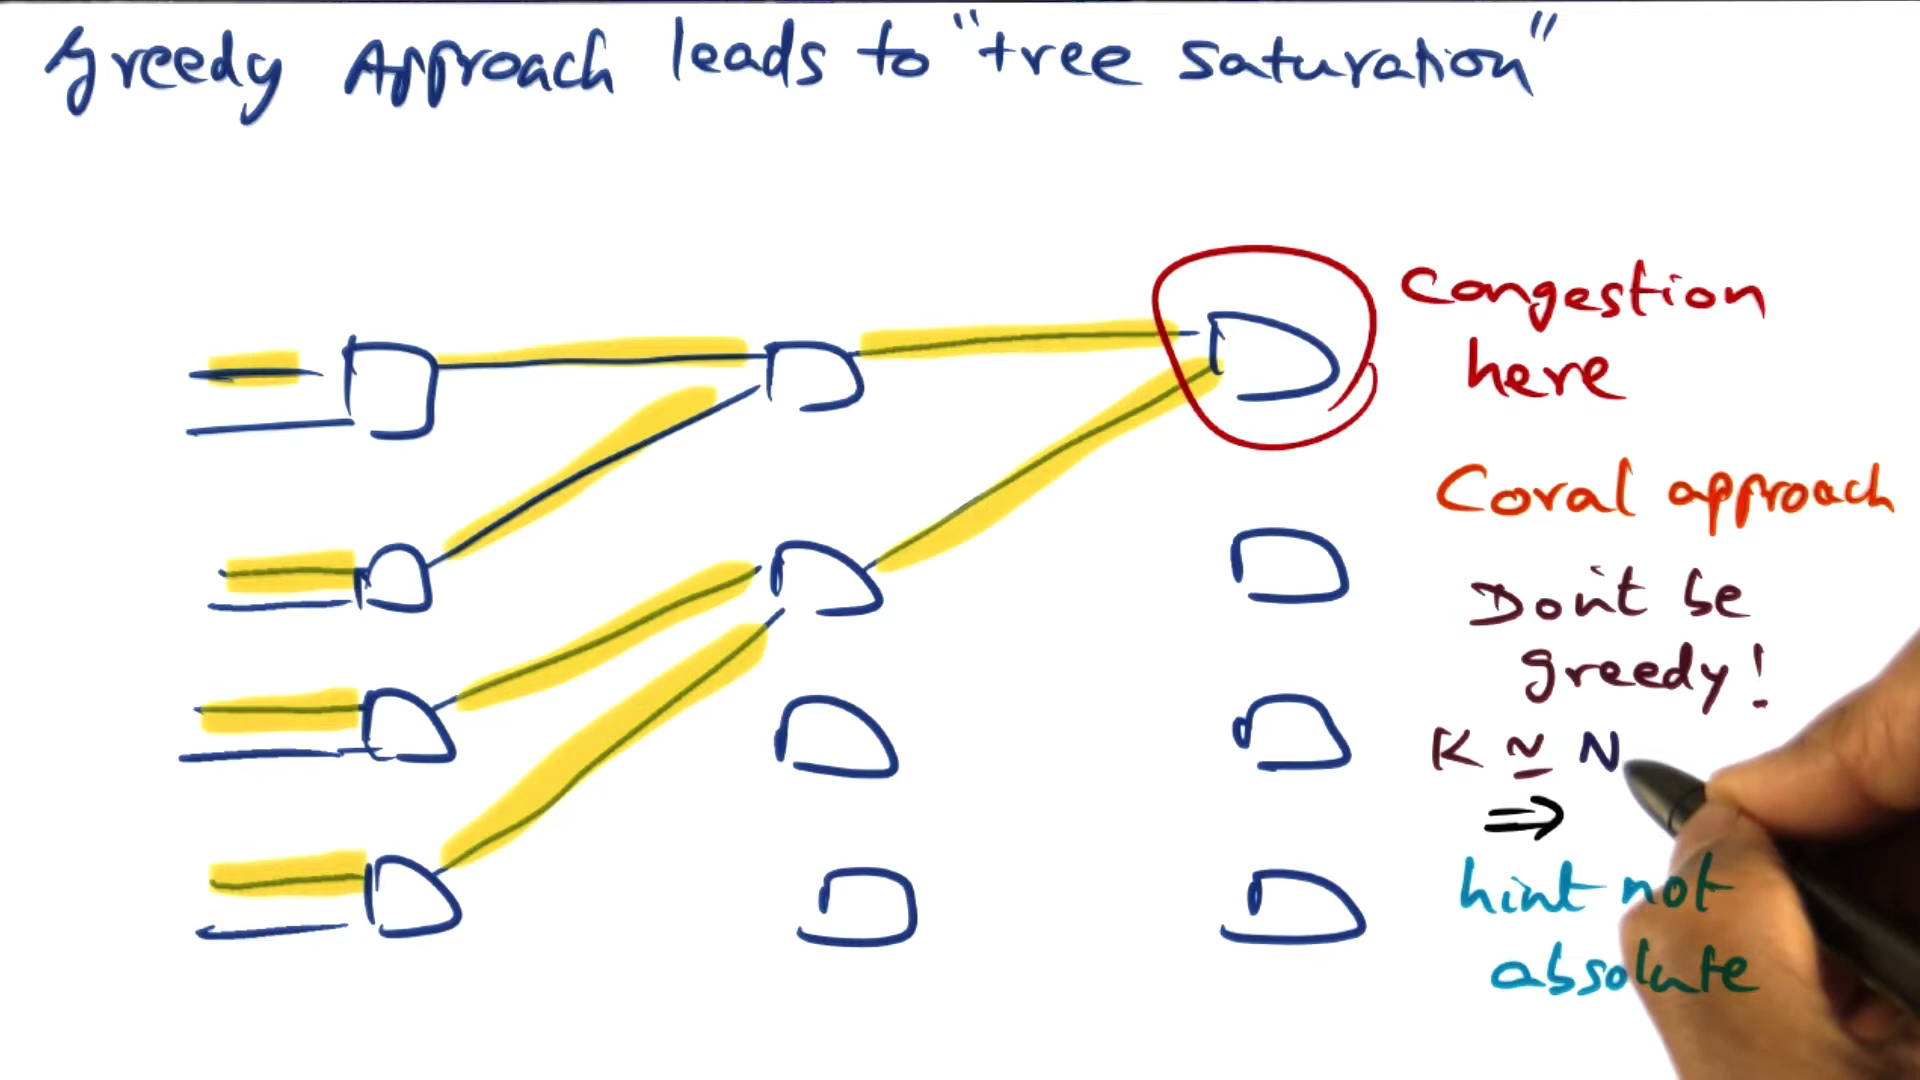 Greedy Approach leads to "tree saturation"
Congestion
here
Coral approach
Don't be
greedy!
K ≃ N
⇒
hint not
absolute